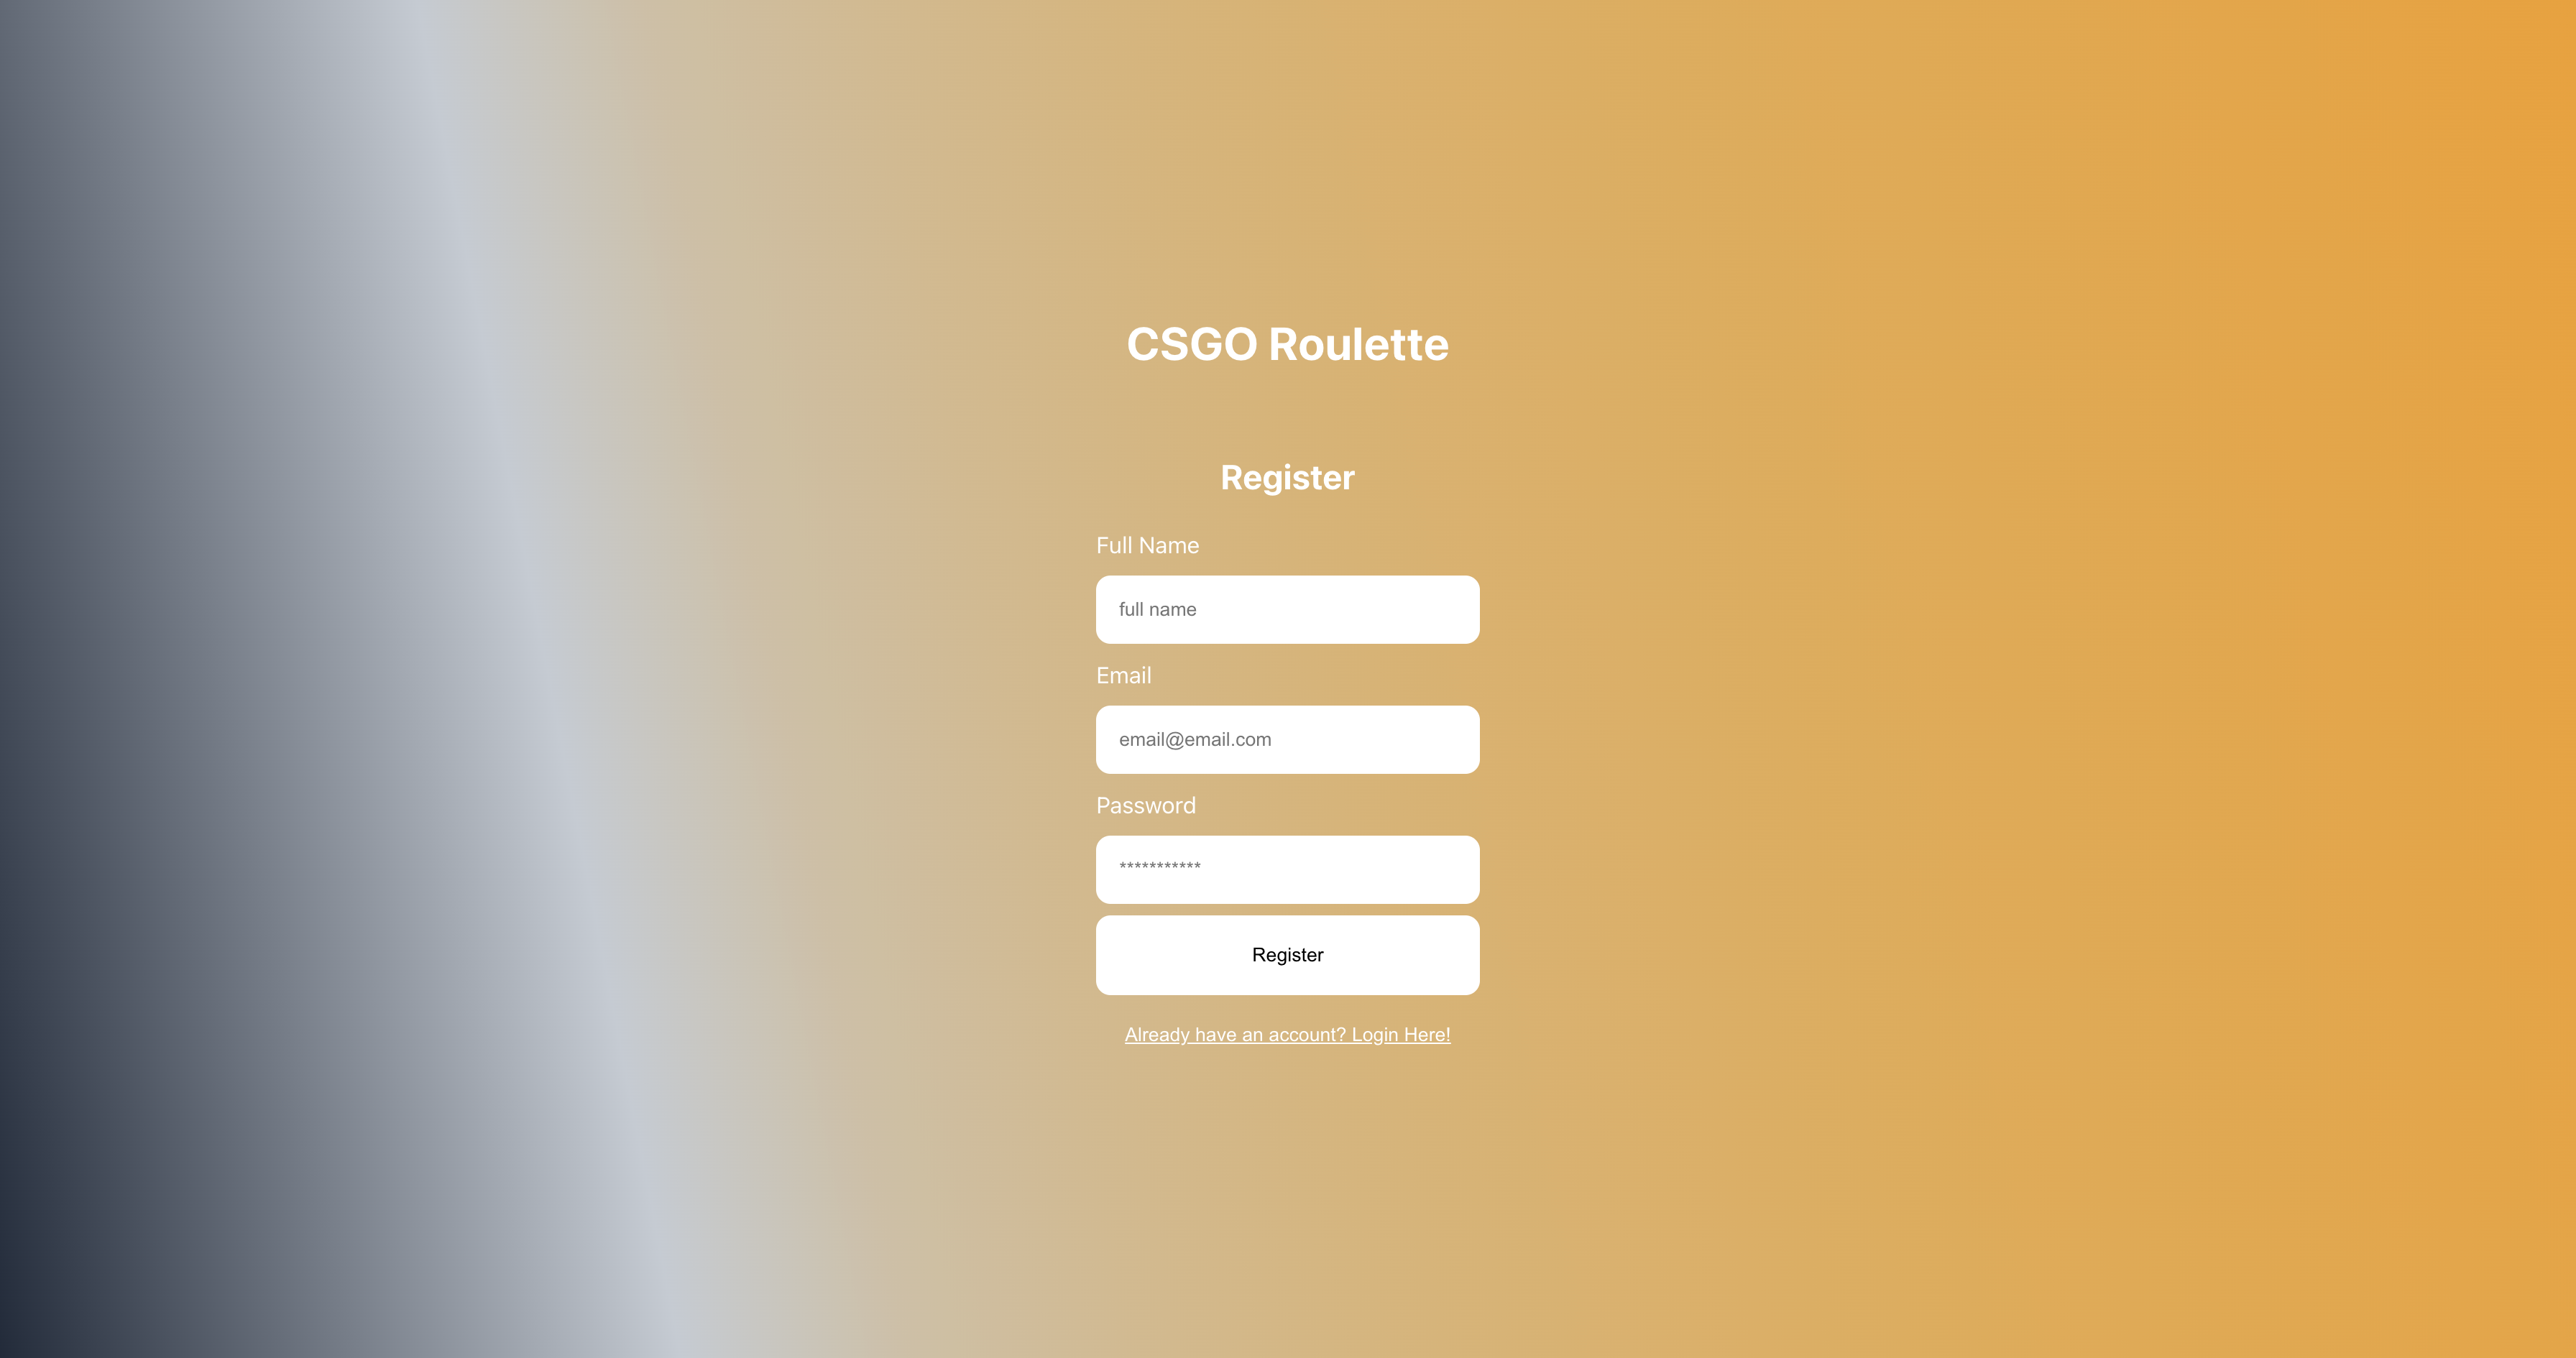 CSGO Roulette
Register
Full Name
full name
Email
email@email.com
Password
***********
Register
Already have an account? Login Here!